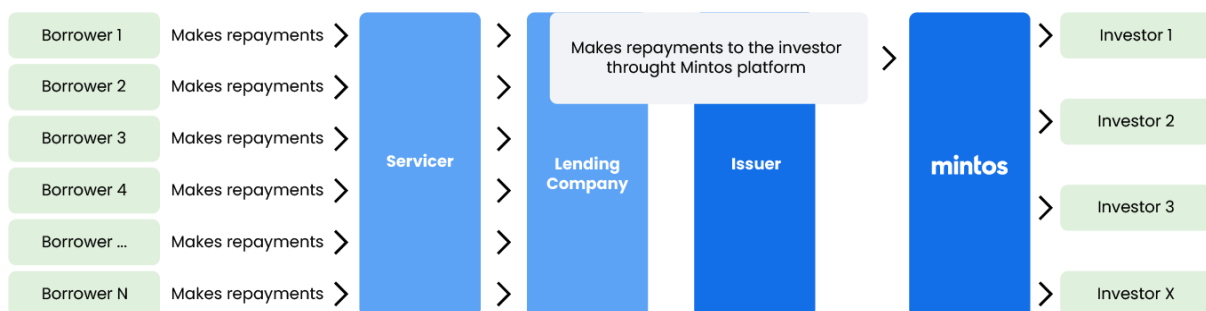 Borrower 1
Makes repayments
Borrower 2
Makes repayments
Borrower 3
Makes repayments
Borrower 4
Makes repayments
Borrower ...
Makes repayments
Borrower N
Makes repayments
Servicer
Lending
Company
Makes repayments to the investor
throught Mintos platform
Issuer
mintos
Investor 1
Investor 2
Investor 3
Investor X